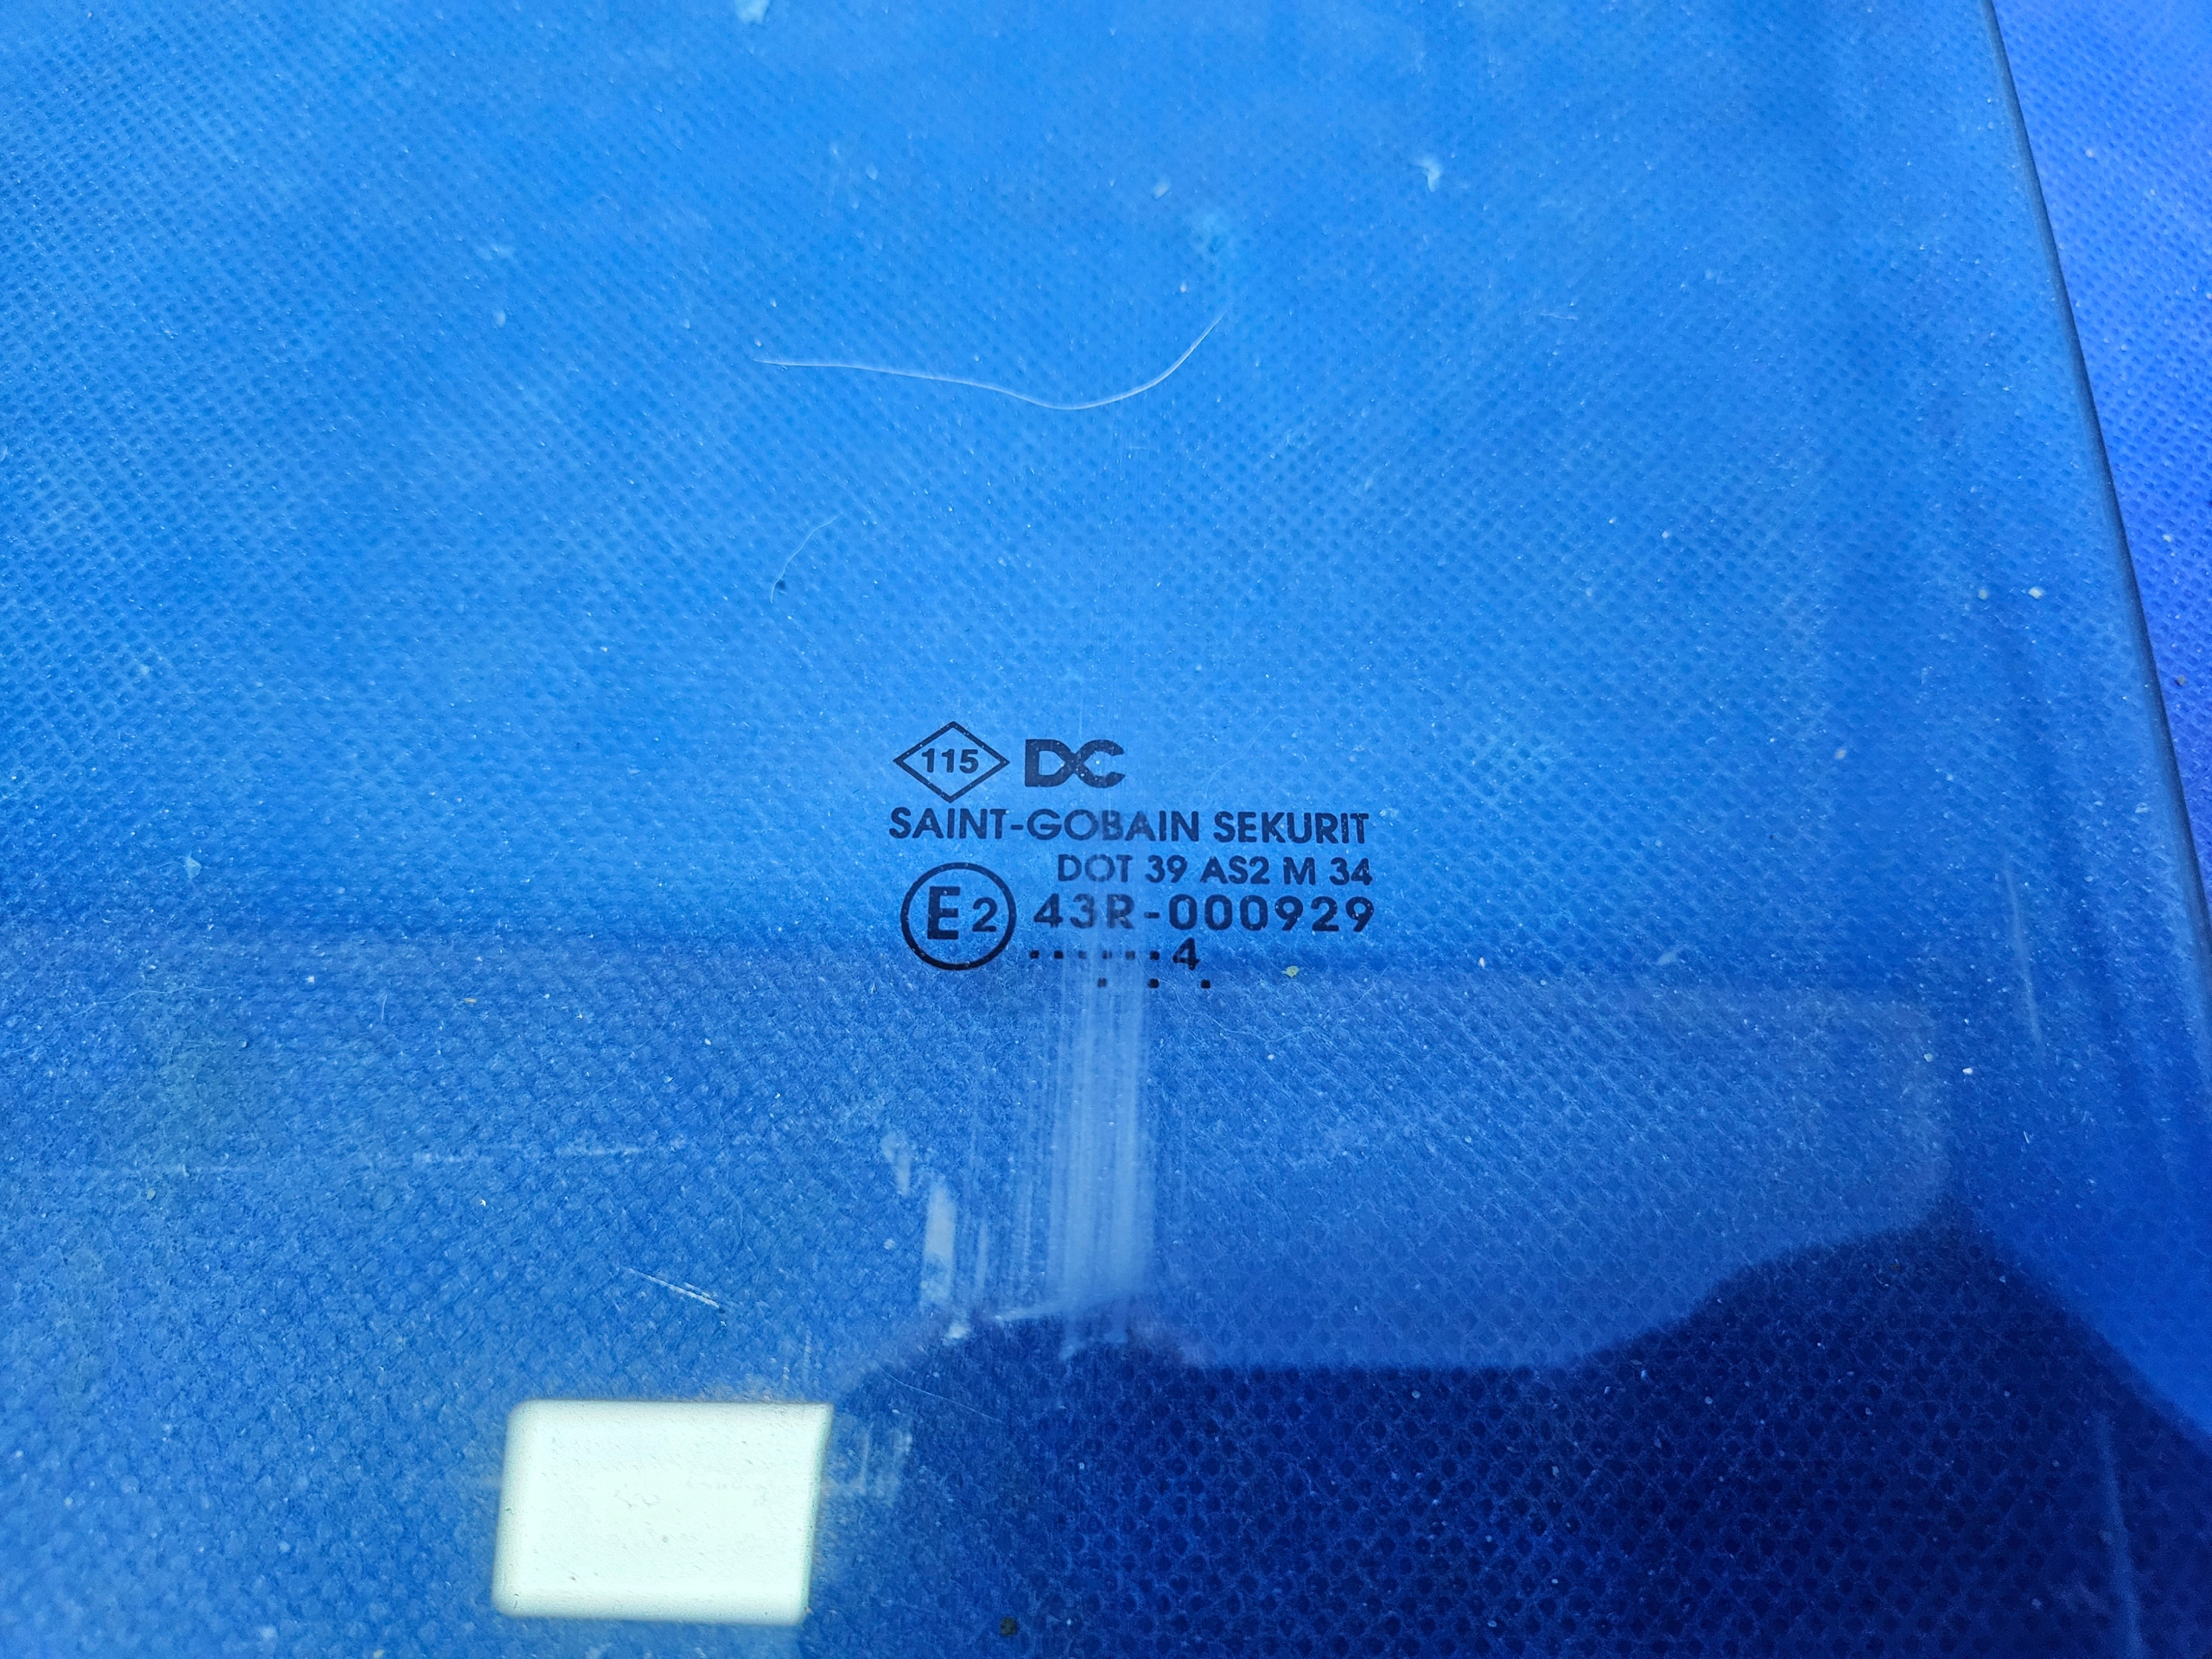 115 DC
SAINT-GOBAIN SEKURIT
DOT 39 AS2 M 34
E2 43R-000929
......4
. . .